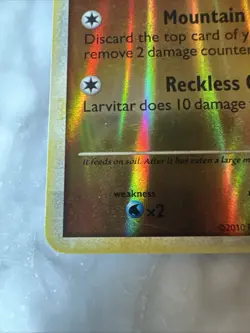 Mountain
Discard the top card of y
remove 2 damage counter
Reckless
Larvitar does 10 damage
It feeds on soil. After it has eaten a large m
weakness
×2
©2010